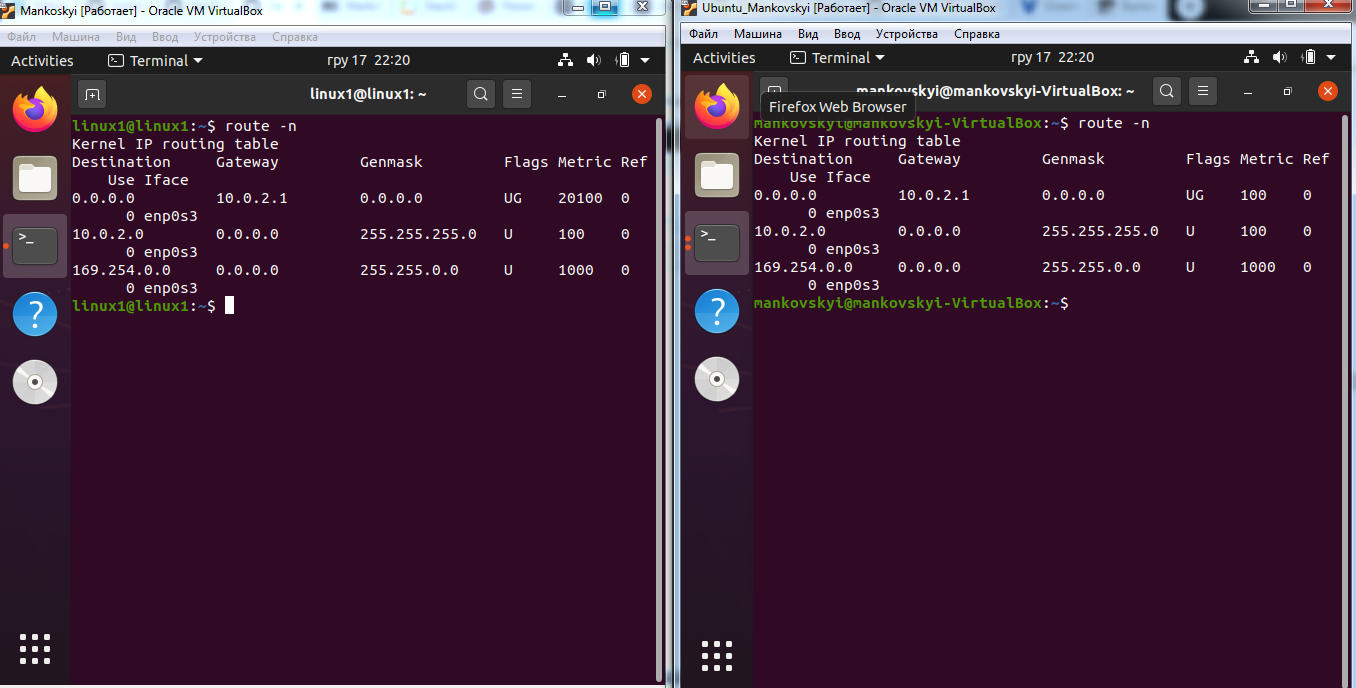 Mankoskyi [Работает] - Oracle VM VirtualBox
Файл Машина Вид Ввод Устройства Справка
Activities Terminal гру 17 22:20
linux1@linux1: ~
linux1@linux1:~$ route -n
Kernel IP routing table
Destination Gateway Genmask Flags Metric Ref
Use Iface
0.0.0.0 10.0.2.1 0.0.0.0 UG 20100 0
0 enp0s3
10.0.2.0 0.0.0.0 255.255.255.0 U 100 0
0 enp0s3
169.254.0.0 0.0.0.0 255.255.0.0 U 1000 0
0 enp0s3
linux1@linux1:~$
Ubuntu_Mankovskyi [Работает] - Oracle VM VirtualBox
Файл Машина Вид Ввод Устройства Справка
Activities Terminal гру 17 22:20
mankovskyi@mankovskyi-VirtualBox: ~
Firefox Web Browser
mankovskyi@mankovskyi-VirtualBox:~$ route -n
Kernel IP routing table
Destination Gateway Genmask Flags Metric Ref
Use Iface
0.0.0.0 10.0.2.1 0.0.0.0 UG 100 0
0 enp0s3
10.0.2.0 0.0.0.0 255.255.255.0 U 100 0
0 enp0s3
169.254.0.0 0.0.0.0 255.255.0.0 U 1000 0
0 enp0s3
mankovskyi@mankovskyi-VirtualBox:~$